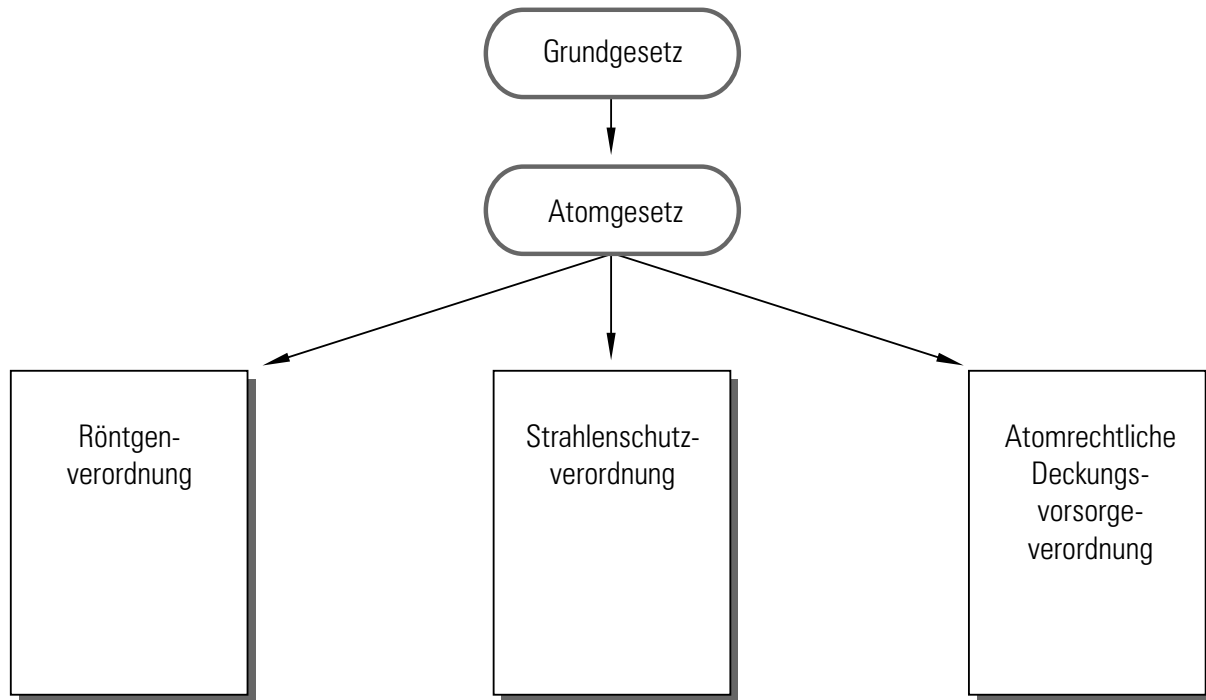 Grundgesetz
Atomgesetz
Röntgen-
verordnung
Strahlenschutz-
verordnung
Atomrechtliche
Deckungs-
vorsorge-
verordnung